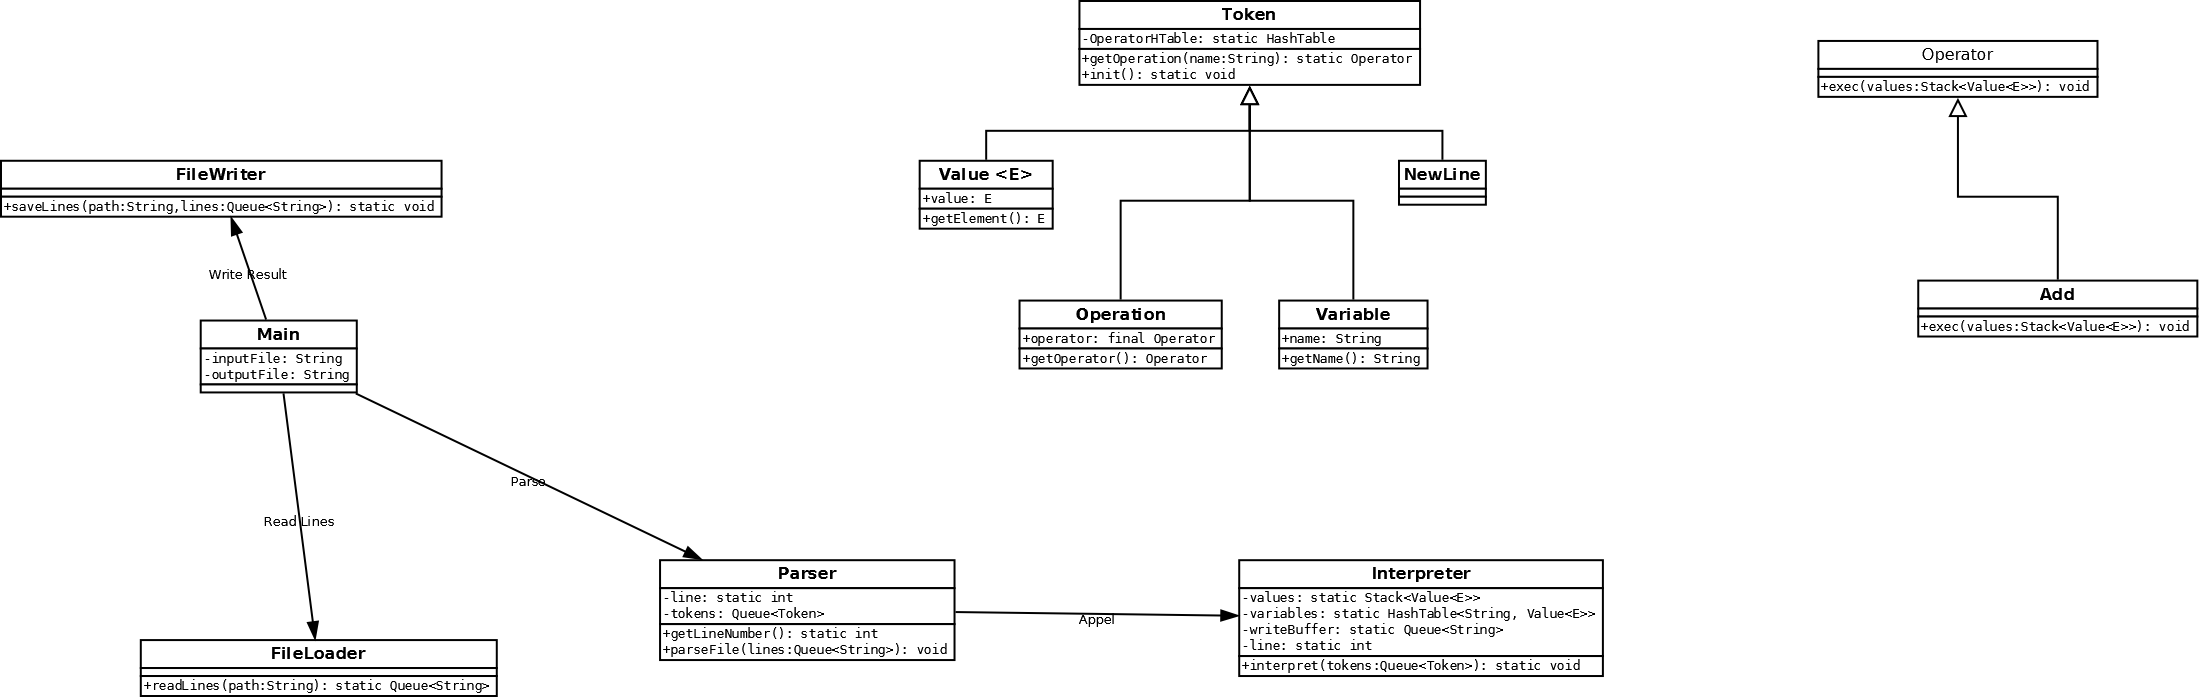 Token
-OperatorHTable: static HashTable
+getOperation(name:String): static Operator
+init(): static void
Operator
+exec(values:Stack<Value<E>>): void
FileWriter
+saveLines(path:String,lines:Queue<String>): static void
Value <E>
+value: E
+getElement(): E
NewLine
Write Result
Operation
+operator: final Operator
+getOperator(): Operator
Variable
+name: String
+getName(): String
Add
+exec(values:Stack<Value<E>>): void
Main
-inputFile: String
-outputFile: String
Parse
Read Lines
Parser
-line: static int
-tokens: Queue<Token>
+getLineNumber(): static int
+parseFile(lines:Queue<String>): void
Appel
Interpreter
-values: static Stack<Value<E>>
-variables: static HashTable<String, Value<E>>
-writeBuffer: static Queue<String>
-line: static int
+interpret(tokens:Queue<Token>): static void
FileLoader
+readLines(path:String): static Queue<String>